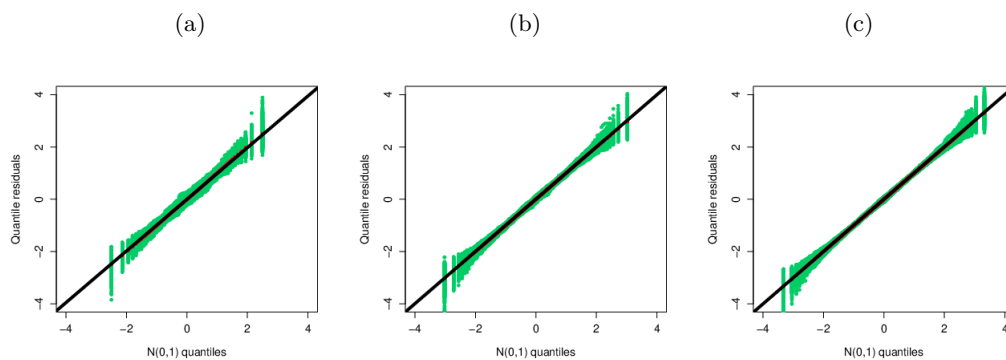 (a) (b) (c)
4 4 4
2 2 2
0 0 0
-2 -2 -2
-4 -4 -4
Quantile residuals Quantile residuals Quantile residuals
-4 -2 0 2 4 -4 -2 0 2 4 -4 -2 0 2 4
N(0,1) quantiles N(0,1) quantiles N(0,1) quantiles